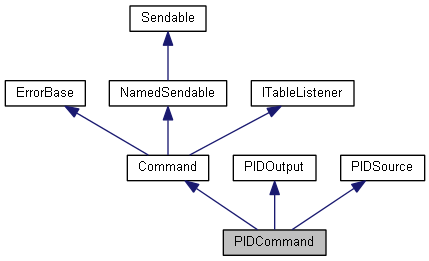 Sendable
ErrorBase
NamedSendable
ITableListener
Command
PIDOutput
PIDSource
PIDCommand